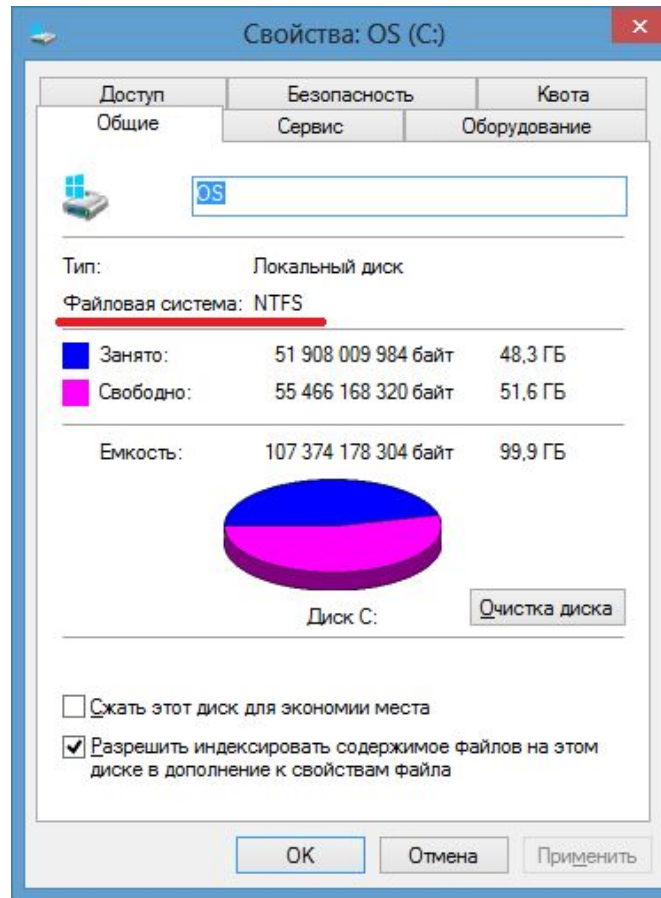 Свойства: OS (C:)
Доступ Безопасность Квота
Общие Сервис Оборудование
OS
Тип: Локальный диск
Файловая система: NTFS
Занято: 51 908 009 984 байт 48,3 ГБ
Свободно: 55 466 168 320 байт 51,6 ГБ
Емкость: 107 374 178 304 байт 99,9 ГБ
Диск C:
Очистка диска
Сжать этот диск для экономии места
Разрешить индексировать содержимое файлов на этом
диске в дополнение к свойствам файла
OK Отмена Применить